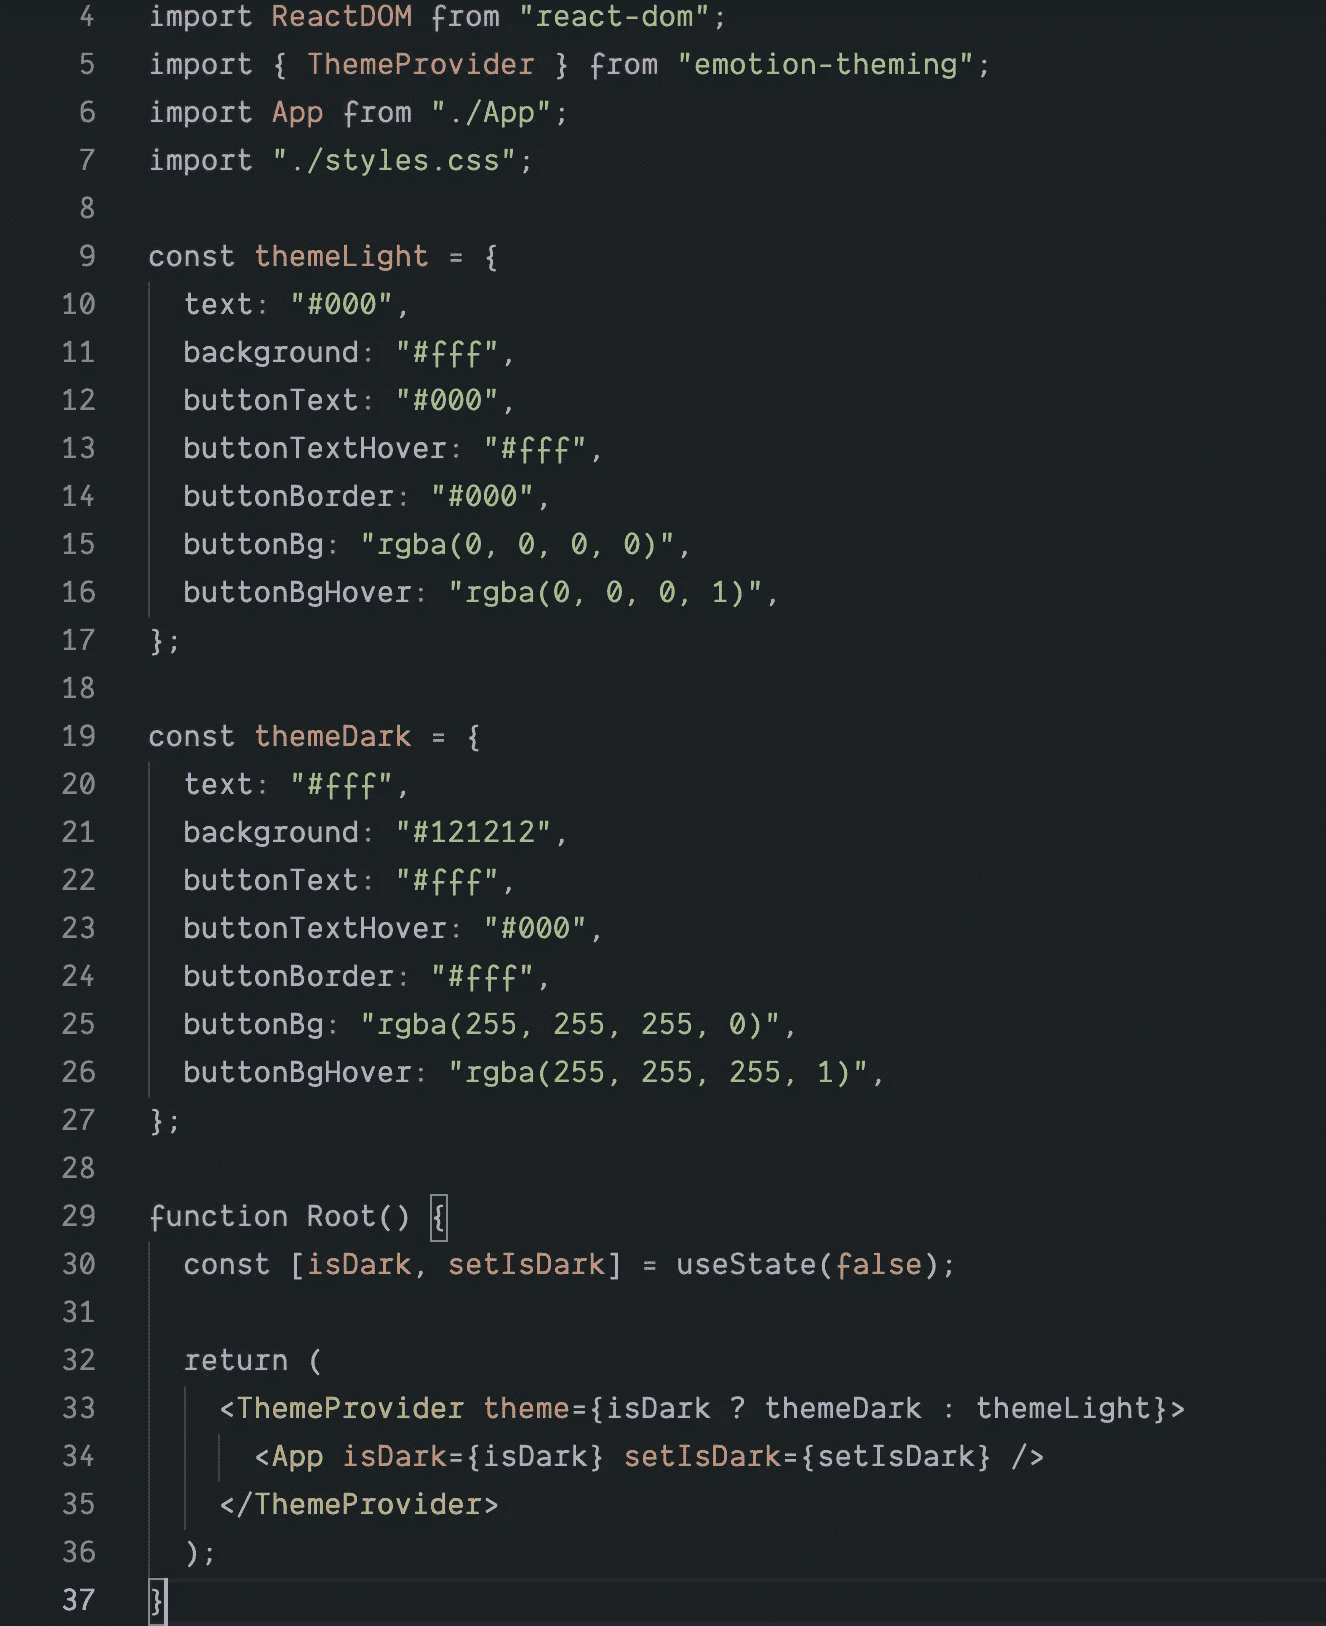 4 import ReactDOM from "react-dom";
5 import { ThemeProvider } from "emotion-theming";
6 import App from "./App";
7 import "./styles.css";
8
9 const themeLight = {
10   text: "#000",
11   background: "#fff",
12   buttonText: "#000",
13   buttonTextHover: "#fff",
14   buttonBorder: "#000",
15   buttonBg: "rgba(0, 0, 0, 0)",
16   buttonBgHover: "rgba(0, 0, 0, 1)",
17 };
18
19 const themeDark = {
20   text: "#fff",
21   background: "#121212",
22   buttonText: "#fff",
23   buttonTextHover: "#000",
24   buttonBorder: "#fff",
25   buttonBg: "rgba(255, 255, 255, 0)",
26   buttonBgHover: "rgba(255, 255, 255, 1)",
27 };
28
29 function Root() {
30   const [isDark, setIsDark] = useState(false);
31
32   return (
33     <ThemeProvider theme={isDark ? themeDark : themeLight}>
34       <App isDark={isDark} setIsDark={setIsDark} />
35     </ThemeProvider>
36   );
37 }